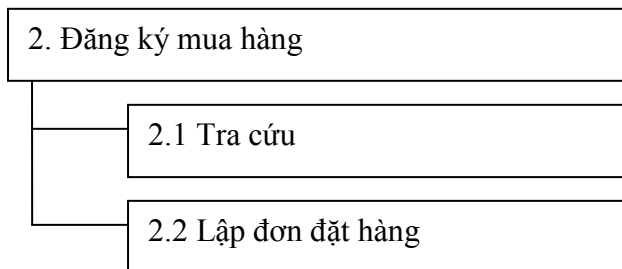 2. Đăng ký mua hàng
2.1 Tra cứu
2.2 Lập đơn đặt hàng